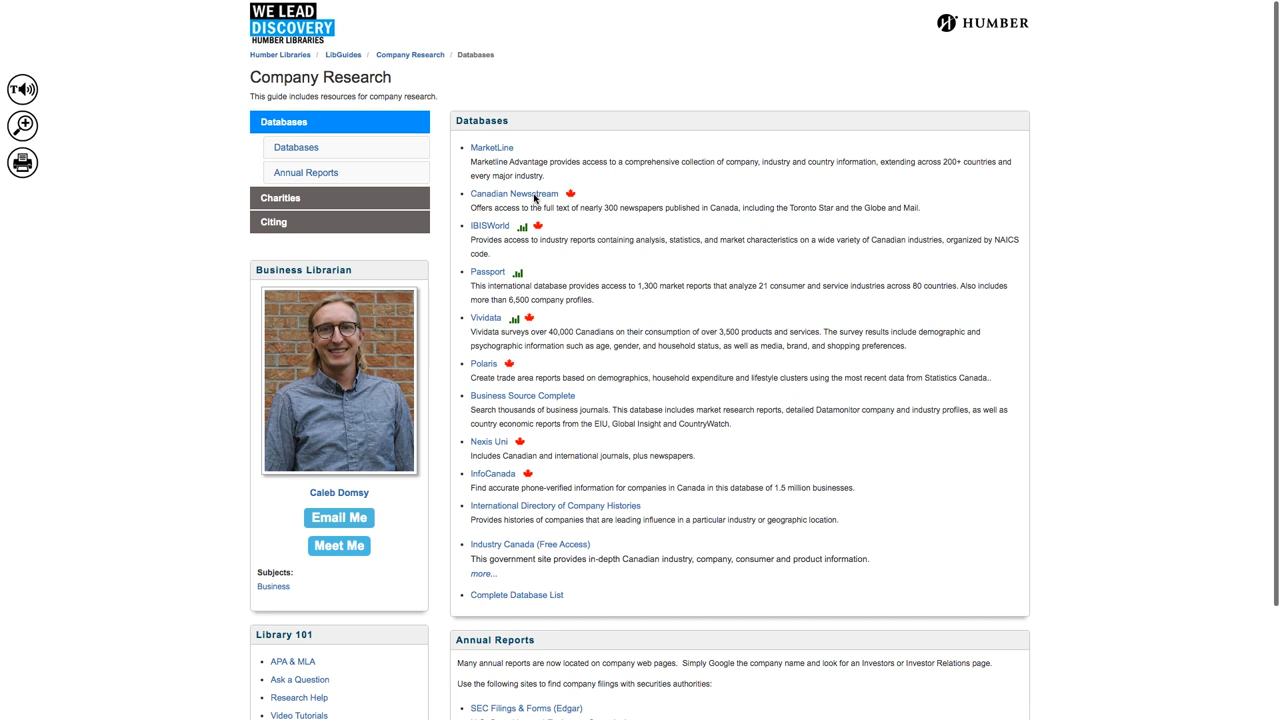 WE LEAD
DISCOVERY
HUMBER LIBRARIES
HUMBER
Humber Libraries / LibGuides / Company Research / Databases
Company Research
This guide includes resources for company research.
T
Databases
Databases
Annual Reports
Charities
Citing
Business Librarian
Caleb Domsy
Email Me
Meet Me
Subjects:
Business
Library 101
• APA & MLA
• Ask a Question
• Research Help
• Video Tutorials
Databases
• MarketLine
Marketline Advantage provides access to a comprehensive collection of company, industry and country information, extending across 200+ countries and
every major industry.
• Canadian Newsstream
Offers access to the full text of nearly 300 newspapers published in Canada, including the Toronto Star and the Globe and Mail.
• IBISWorld
Provides access to industry reports containing analysis, statistics, and market characteristics on a wide variety of Canadian industries, organized by NAICS
code.
• Passport
This international database provides access to 1,300 market reports that analyze 21 consumer and service industries across 80 countries. Also includes
more than 6,500 company profiles.
• Vividata
Vividata surveys over 40,000 Canadians on their consumption of over 3,500 products and services. The survey results include demographic and
psychographic information such as age, gender, and household status, as well as media, brand, and shopping preferences.
• Polaris
Create trade area reports based on demographics, household expenditure and lifestyle clusters using the most recent data from Statistics Canada..
• Business Source Complete
Search thousands of business journals. This database includes market research reports, detailed Datamonitor company and industry profiles, as well as
country economic reports from the EIU, Global Insight and CountryWatch.
• Nexis Uni
Includes Canadian and international journals, plus newspapers.
• InfoCanada
Find accurate phone-verified information for companies in Canada in this database of 1.5 million businesses.
• International Directory of Company Histories
Provides histories of companies that are leading influence in a particular industry or geographic location.
• Industry Canada (Free Access)
This government site provides in-depth Canadian industry, company, consumer and product information.
more...
• Complete Database List
Annual Reports
Many annual reports are now located on company web pages. Simply Google the company name and look for an Investors or Investor Relations page.
Use the following sites to find company filings with securities authorities:
• SEC Filings & Forms (Edgar)